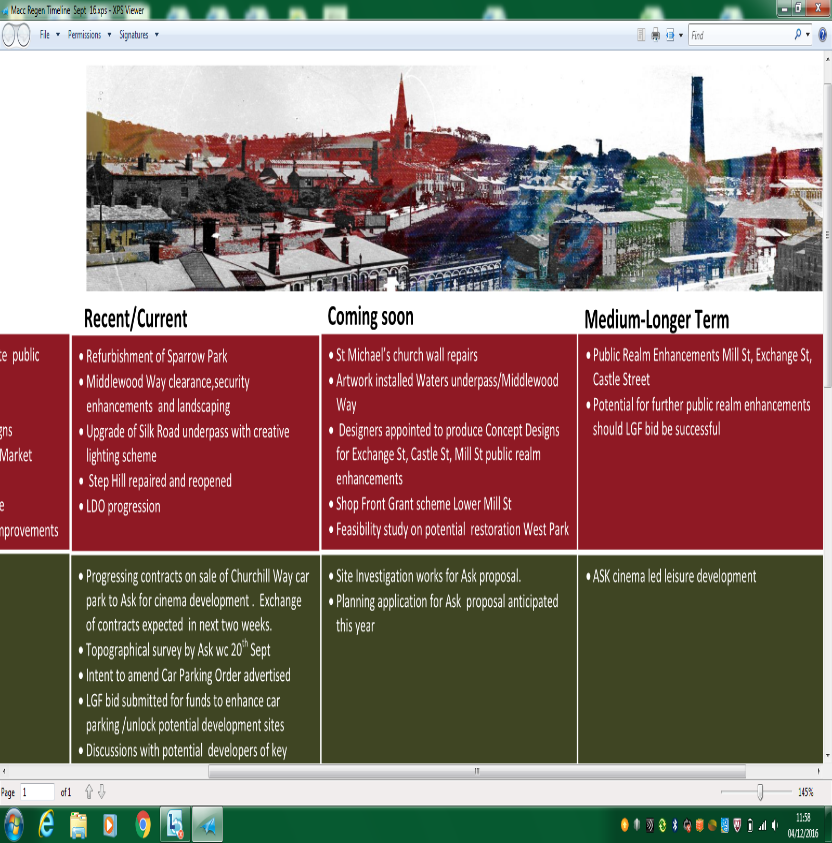 Macc Regen Timeline Sept 16.xps - XPS Viewer
File Permissions Signatures
Find
Recent/Current
Coming soon
Medium-Longer Term
public
Market
mprovements
• Refurbishment of Sparrow Park
• Middlewood Way clearance,security
enhancements and landscaping
• Upgrade of Silk Road underpass with creative
lighting scheme
• Step Hill repaired and reopened
• LDO progression
• St Michael's church wall repairs
• Artwork installed Waters underpass/Middlewood
Way
• Designers appointed to produce Concept Designs
for Exchange St, Castle St, Mill St public realm
enhancements
• Shop Front Grant scheme Lower Mill St
• Feasibility study on potential restoration West Park
• Public Realm Enhancements Mill St, Exchange St,
Castle Street
• Potential for further public realm enhancements
should LGF bid be successful
• Progressing contracts on sale of Churchill Way car
park to Ask for cinema development . Exchange
of contracts expected in next two weeks.
• Topographical survey by Ask wc 20th Sept
• Intent to amend Car Parking Order advertised
• LGF bid submitted for funds to enhance car
parking /unlock potential development sites
• Discussions with potential developers of key
• Site Investigation works for Ask proposal.
• Planning application for Ask proposal anticipated
this year
• ASK cinema led leisure development
Page 1 of 1
145%
11:58
04/12/2016